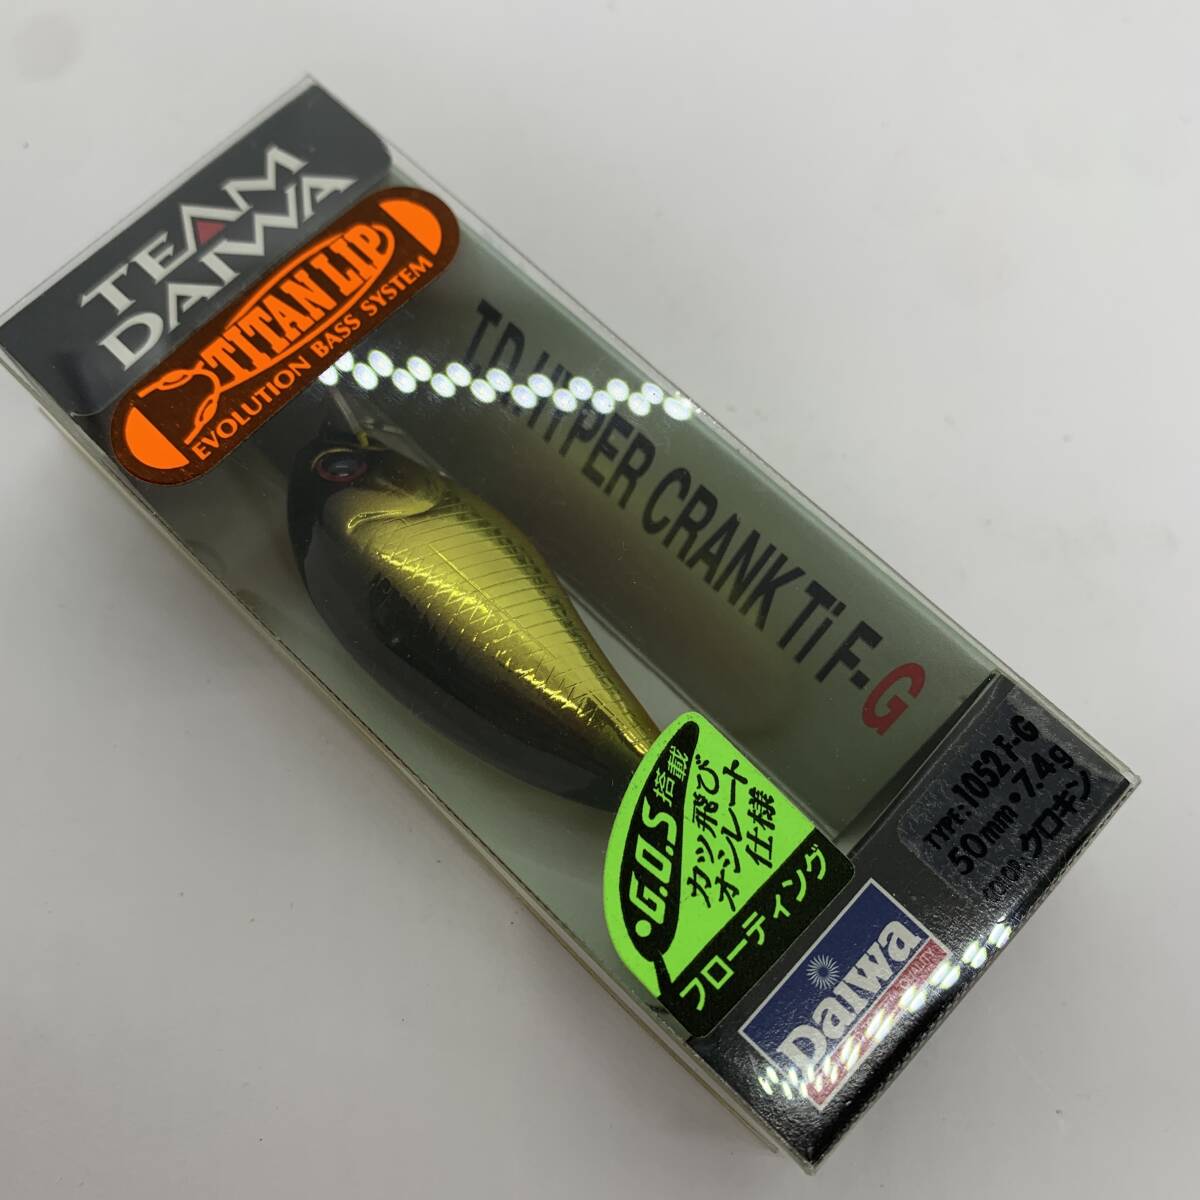 TEAM
DAIWA
TITAN LIP
EVOLUTION BASS SYSTEM
T.D.HYPER CRANK Ti F-G
G.O.S搭載
カッ飛び
オシレート
仕様
フローティング
TYPE:1052 F-G
50mm・7.4g
COLOR クロキン
Daiwa